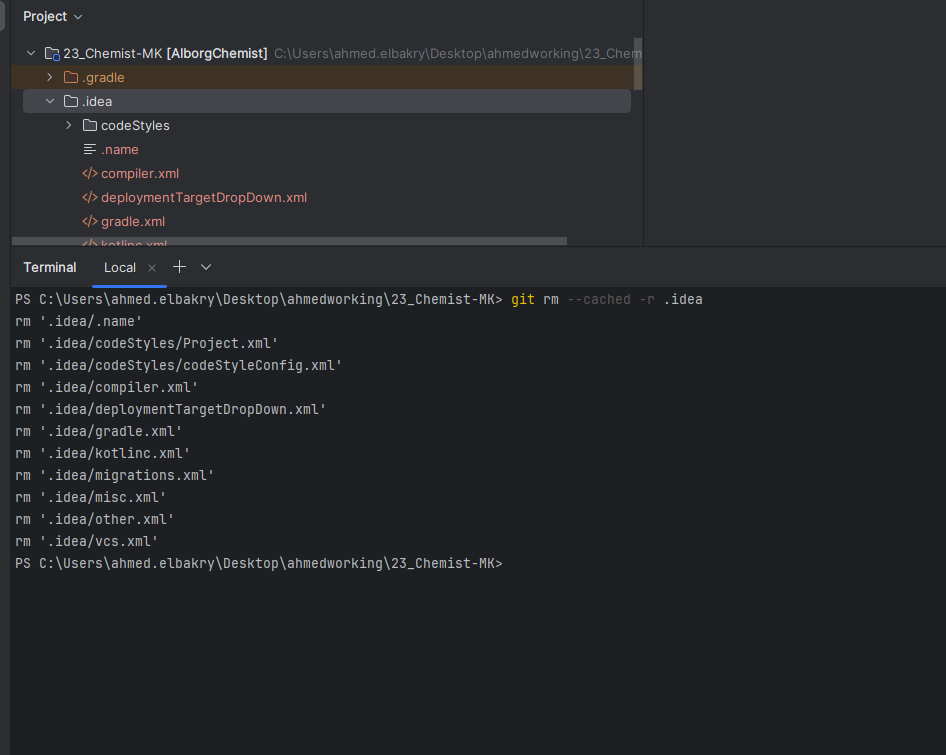 Project
23_Chemist-MK [AlborgChemist] C:\Users\ahmed.elbakry\Desktop\ahmedworking\23_Chem
.gradle
.idea
codeStyles
.name
compiler.xml
deploymentTargetDropDown.xml
gradle.xml
kotlinc.xml
Terminal Local
PS C:\Users\ahmed.elbakry\Desktop\ahmedworking\23_Chemist-MK> git rm --cached -r .idea
rm '.idea/.name'
rm '.idea/codeStyles/Project.xml'
rm '.idea/codeStyles/codeStyleConfig.xml'
rm '.idea/compiler.xml'
rm '.idea/deploymentTargetDropDown.xml'
rm '.idea/gradle.xml'
rm '.idea/kotlinc.xml'
rm '.idea/migrations.xml'
rm '.idea/misc.xml'
rm '.idea/other.xml'
rm '.idea/vcs.xml'
PS C:\Users\ahmed.elbakry\Desktop\ahmedworking\23_Chemist-MK>